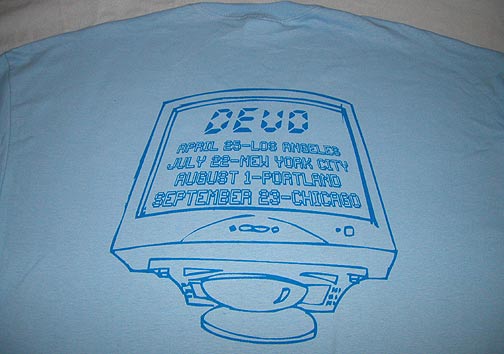 DEVO
APRIL 25-LOS ANGELES
JULY 22-NEW YORK CITY
AUGUST 1-PORTLAND
SEPTEMBER 23-CHICAGO